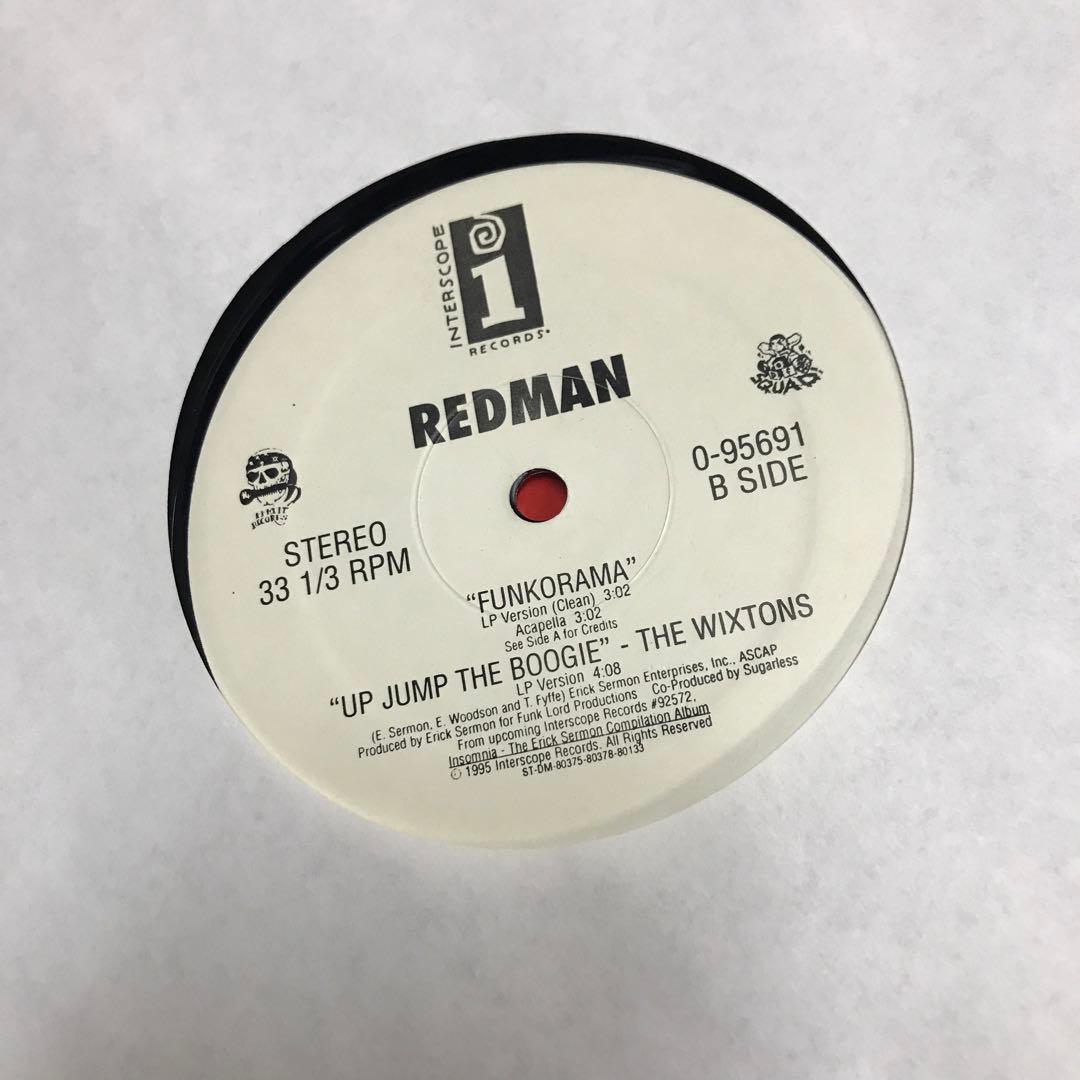 INTERSCOPE
i
RECORDS
REDMAN
SQUAD
0-95691
B SIDE
RECORDS
STEREO
33 1/3 RPM
"FUNKORAMA"
LP Version (Clean) 3:02
Acapella 3:02
See Side A for Credits
"UP JUMP THE BOOGIE" - THE WIXTONS
LP Version 4:08
(E. Sermon, E. Woodson and T. Fyffe) Erick Sermon Enterprises, Inc., ASCAP
Produced by Erick Sermon for Funk Lord Productions Co-Produced by Sugarless
From upcoming Interscope Records #92572,
Insomnia - The Erick Sermon Compilation Album
© 1995 Interscope Records. All Rights Reserved
ST-DM-80375-80378-80133